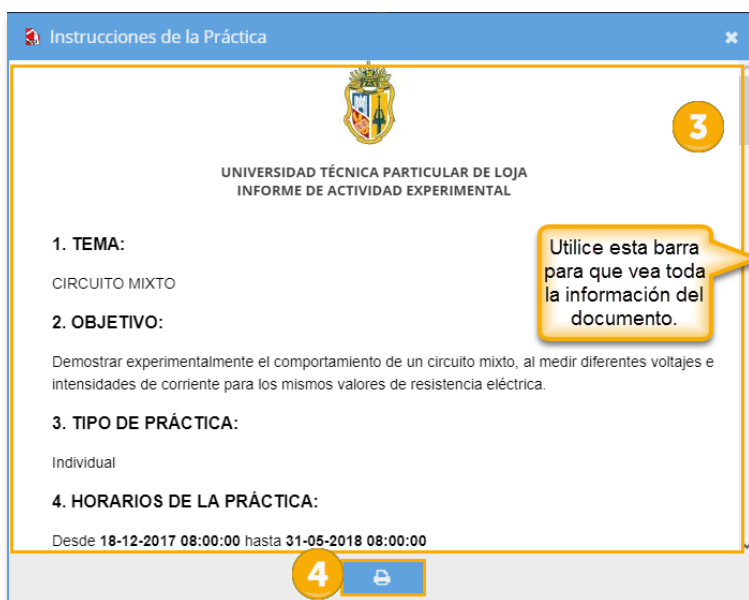 Instrucciones de la Práctica
3
UNIVERSIDAD TÉCNICA PARTICULAR DE LOJA
INFORME DE ACTIVIDAD EXPERIMENTAL
1. TEMA:
CIRCUITO MIXTO
Utilice esta barra
para que vea toda
la información del
documento.
2. OBJETIVO:
Demostrar experimentalmente el comportamiento de un circuito mixto, al medir diferentes voltajes e
intensidades de corriente para los mismos valores de resistencia eléctrica.
3. TIPO DE PRÁCTICA:
Individual
4. HORARIOS DE LA PRÁCTICA:
Desde 18-12-2017 08:00:00 hasta 31-05-2018 08:00:00
4